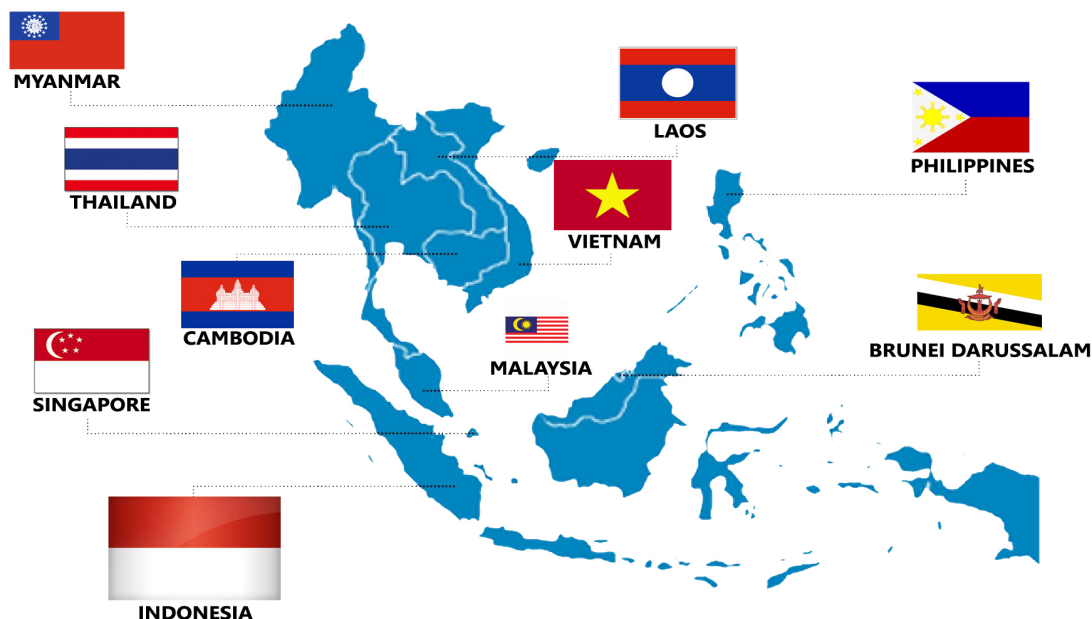 MYANMAR
LAOS
PHILIPPINES
THAILAND
VIETNAM
CAMBODIA
MALAYSIA
BRUNEI DARUSSALAM
SINGAPORE
INDONESIA